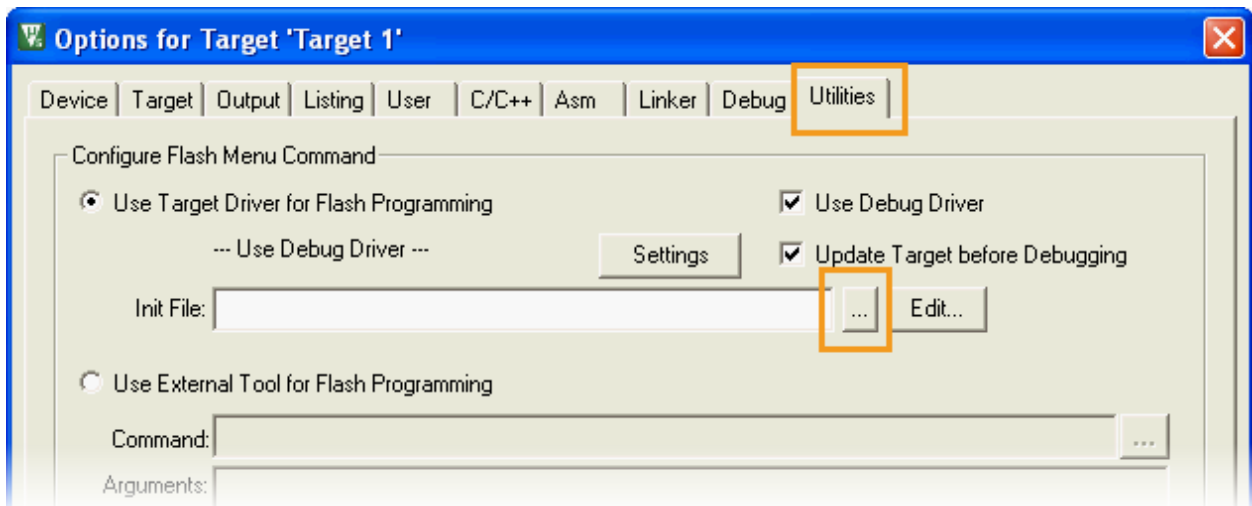 Options for Target 'Target 1'
Device Target Output Listing User C/C++ Asm Linker Debug Utilities
Configure Flash Menu Command
Use Target Driver for Flash Programming Use Debug Driver
--- Use Debug Driver --- Settings Update Target before Debugging
Init File: ... Edit...
Use External Tool for Flash Programming
Command: ...
Arguments: